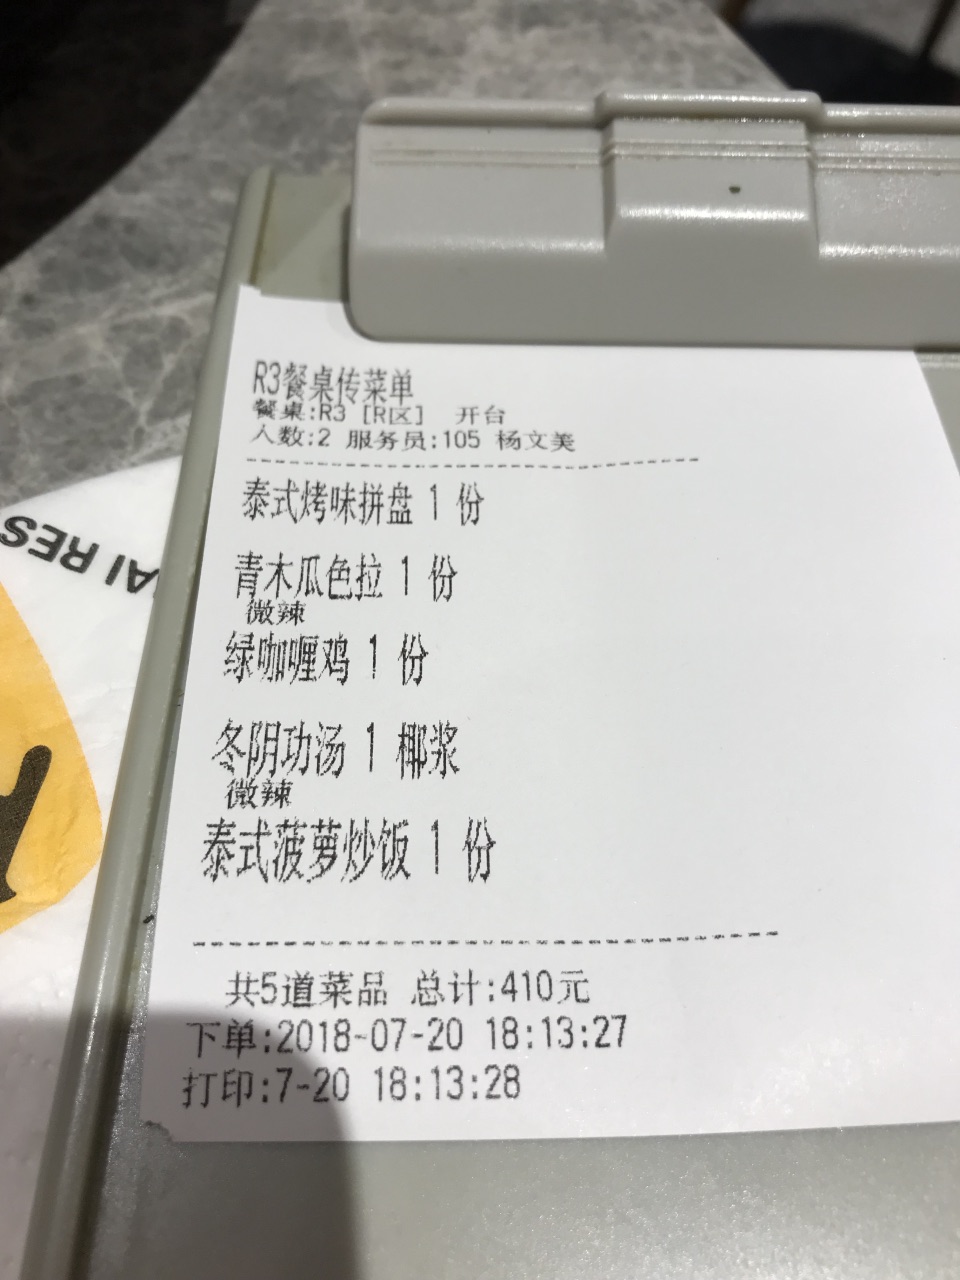 R3餐桌传菜单
餐桌:R3 [R区] 开台
人数:2 服务员:105 杨文美
泰式烤味拼盘 1 份
青木瓜色拉 1 份
微辣
绿咖喱鸡 1 份
冬阴功汤 1 椰浆
微辣
泰式菠萝炒饭 1 份
共5道菜品 总计:410元
下单:2018-07-20 18:13:27
打印:7-20 18:13:28
AI RES